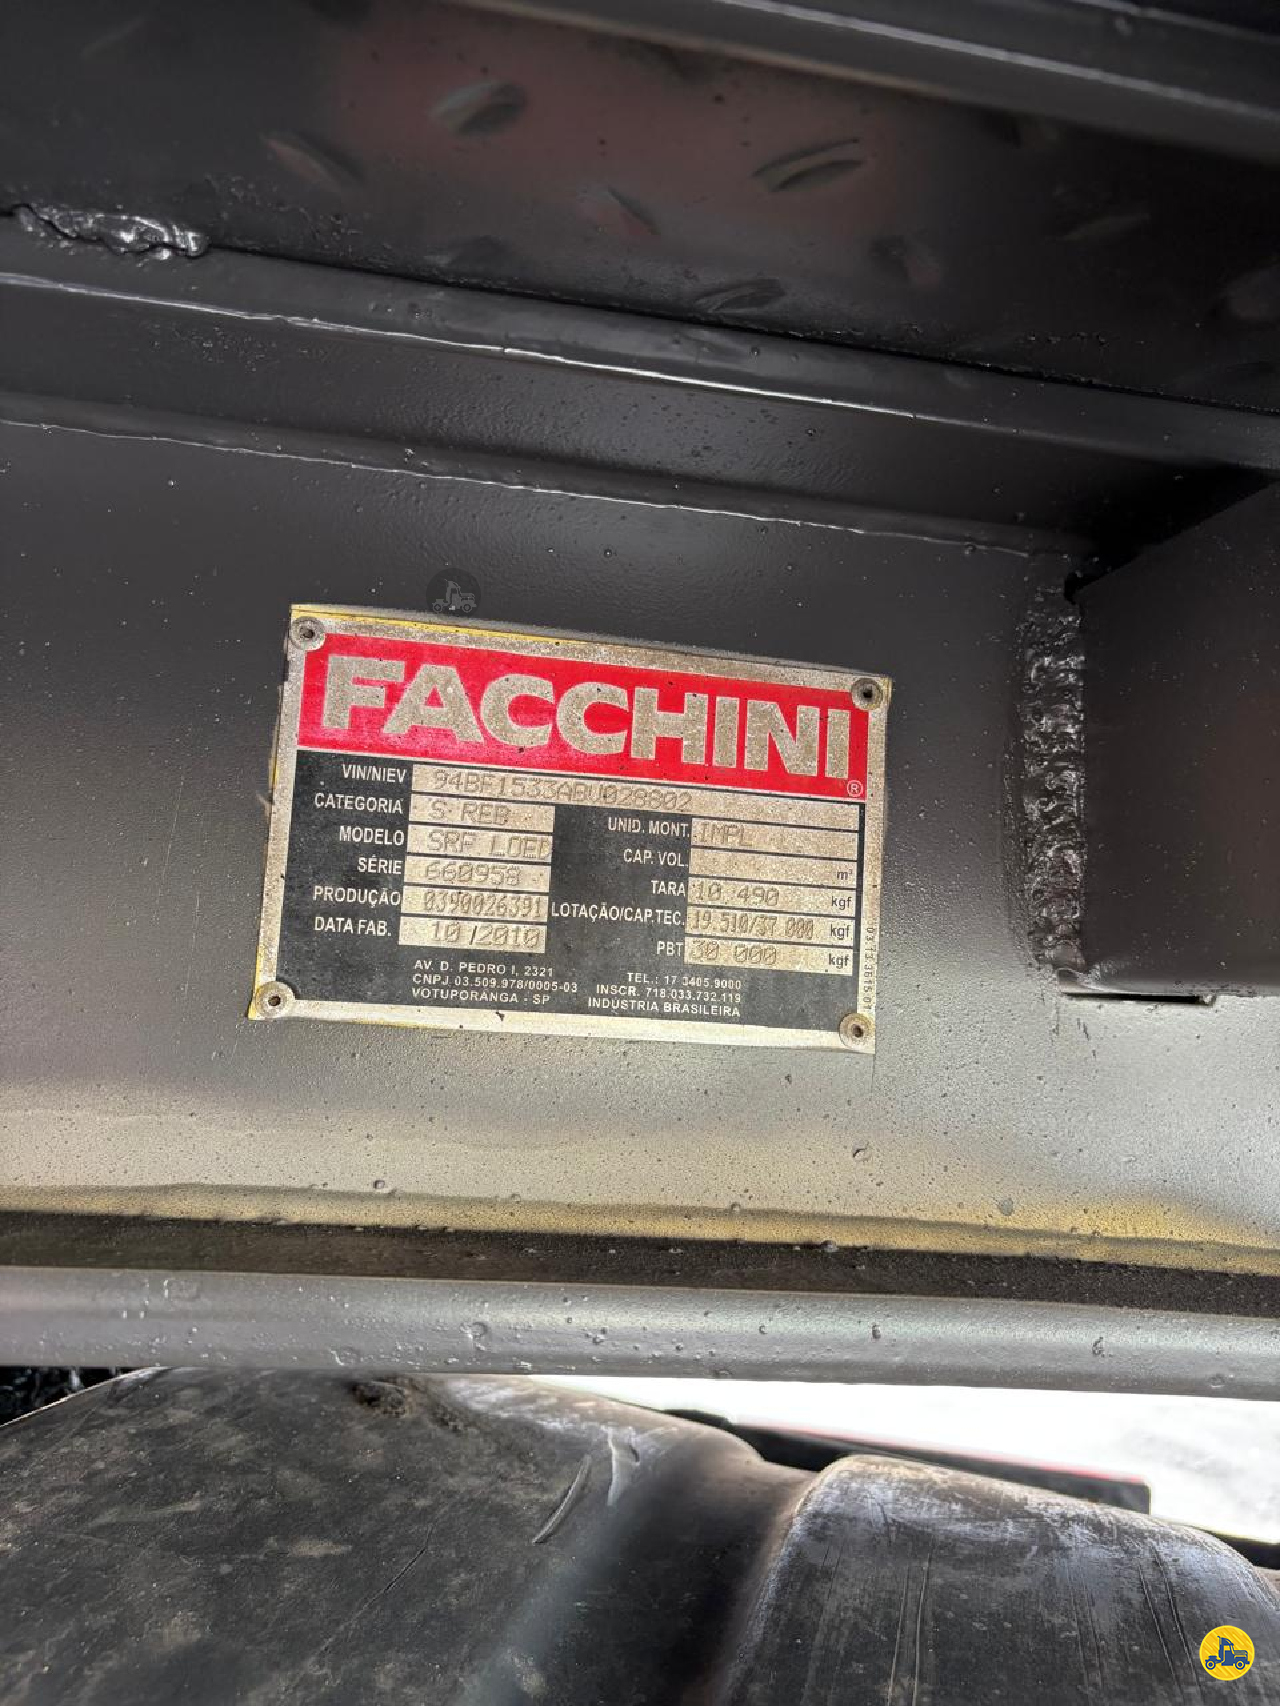 FACCHINI ®
VIN/NIEV 94BF1533ABV028802
CATEGORIA S REB
UNID. MONT. IMPL
MODELO SRF LOED
CAP. VOL. m³
SÉRIE 660958
TARA 10 490 kgf
PRODUÇÃO 0390026391
LOTAÇÃO/CAP.TEC. 19.510/37.000 kgf
DATA FAB. 10/2010
PBT 30 000 kgf
AV. D. PEDRO I, 2321 TEL.: 17 3405.9000
CNPJ 03.509.978/0005-03 INSCR. 718.033.732.119
VOTUPORANGA - SP INDÚSTRIA BRASILEIRA